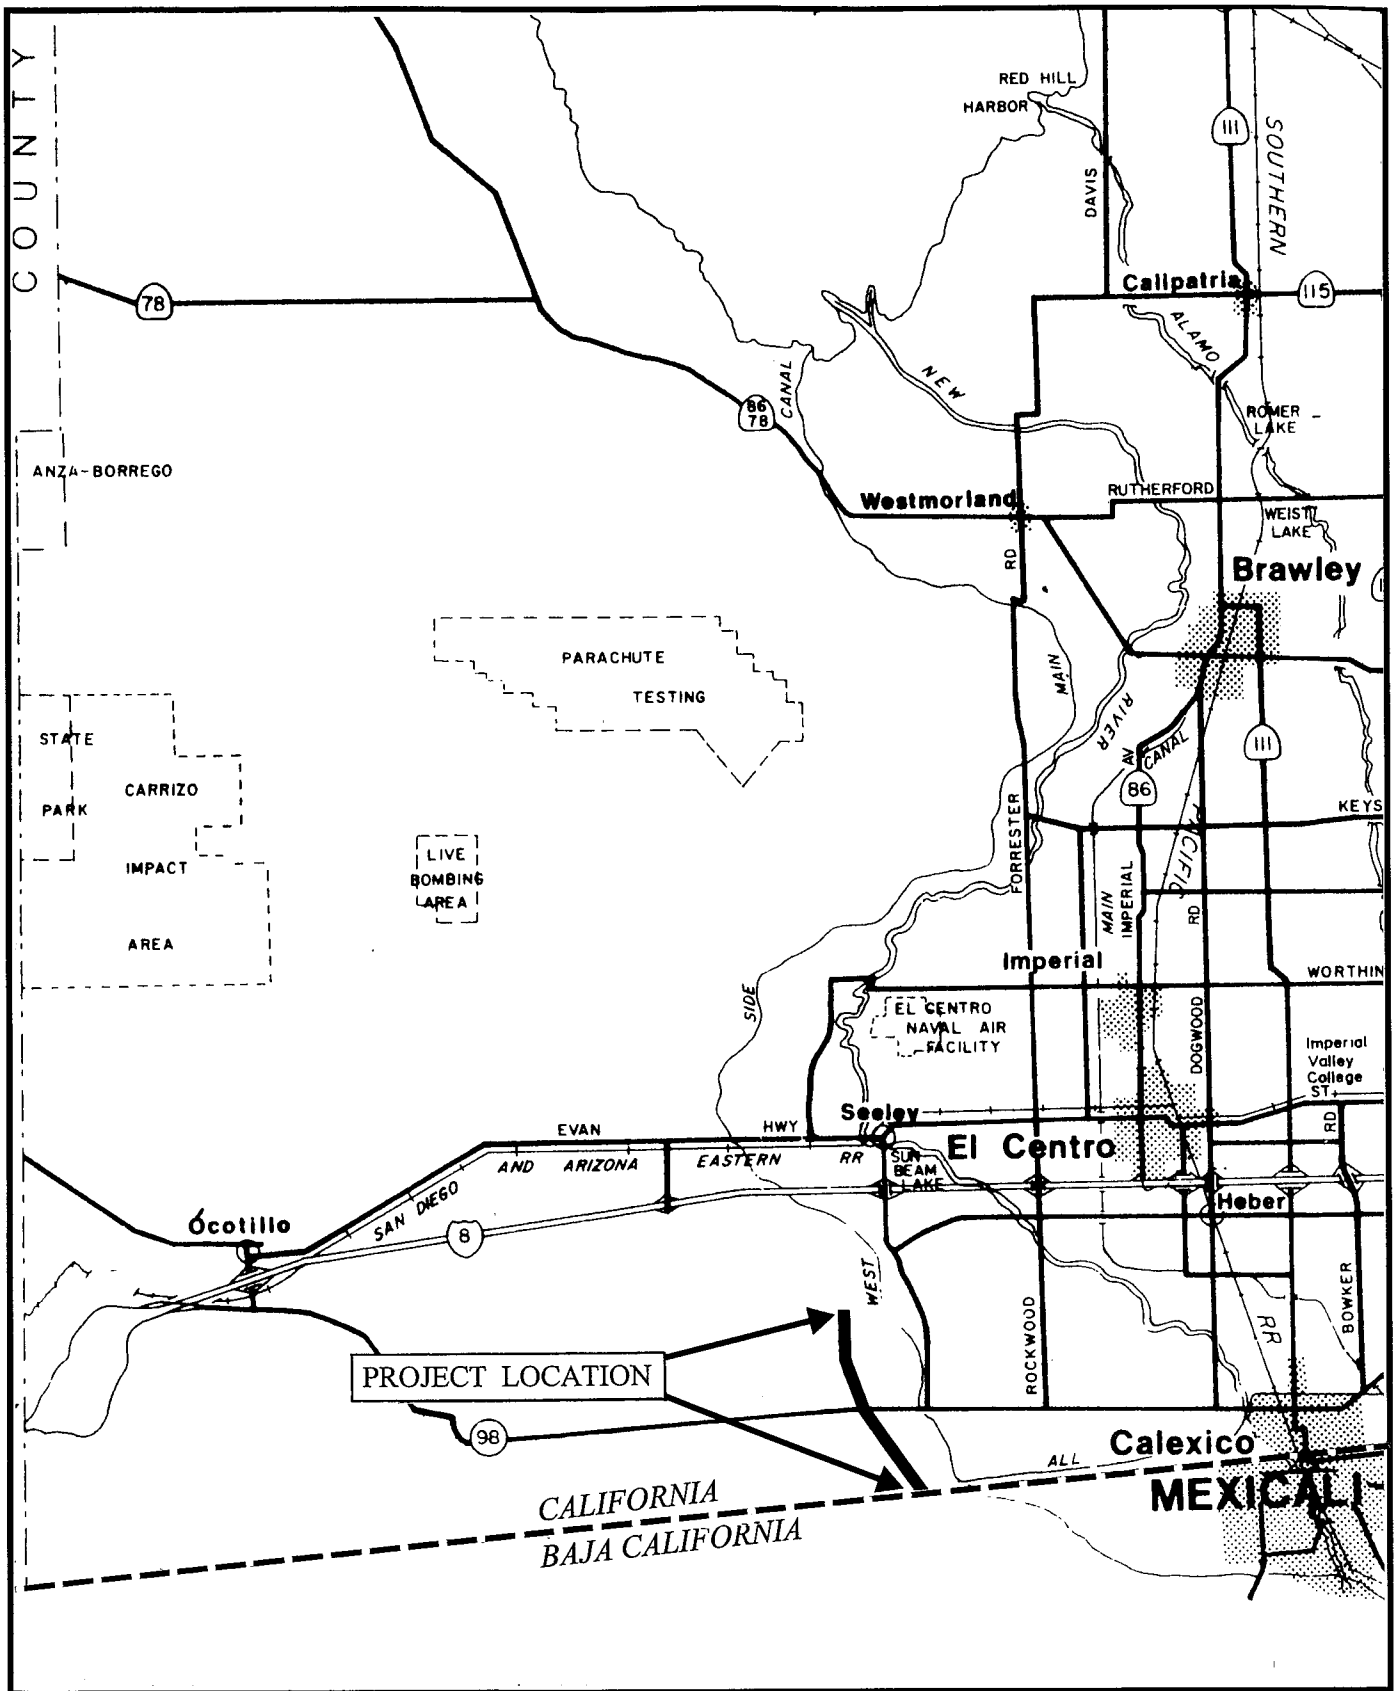 COUNTY
RED HILL
HARBOR
111
SOUTHERN
DAVIS
78
Calipatria
115
ALAMO
NEW
CANAL
86
78
ROMER
LAKE
ANZA-BORREGO
Westmorland
RUTHERFORD
WEIST
LAKE
RD
Brawley
PARACHUTE
TESTING
MAIN
RIVER
STATE
PARK
CARRIZO
IMPACT
AREA
AV
CANAL
111
86
LIVE
BOMBING
AREA
FORRESTER
PACIFIC
KEYS
MAIN
IMPERIAL
RD
Imperial
WORTHIN
SIDE
EL CENTRO
NAVAL AIR
FACILITY
DOGWOOD
Imperial
Valley
College
ST
RD
Seeley
EVAN
HWY
SAN DIEGO
AND ARIZONA
EASTERN
RR
SUN
BEAM
LAKE
El Centro
Heber
Ocotillo
8
WEST
ROCKWOOD
RR
BOWKER
PROJECT LOCATION
98
Calexico
ALL
MEXICALI
CALIFORNIA
BAJA CALIFORNIA